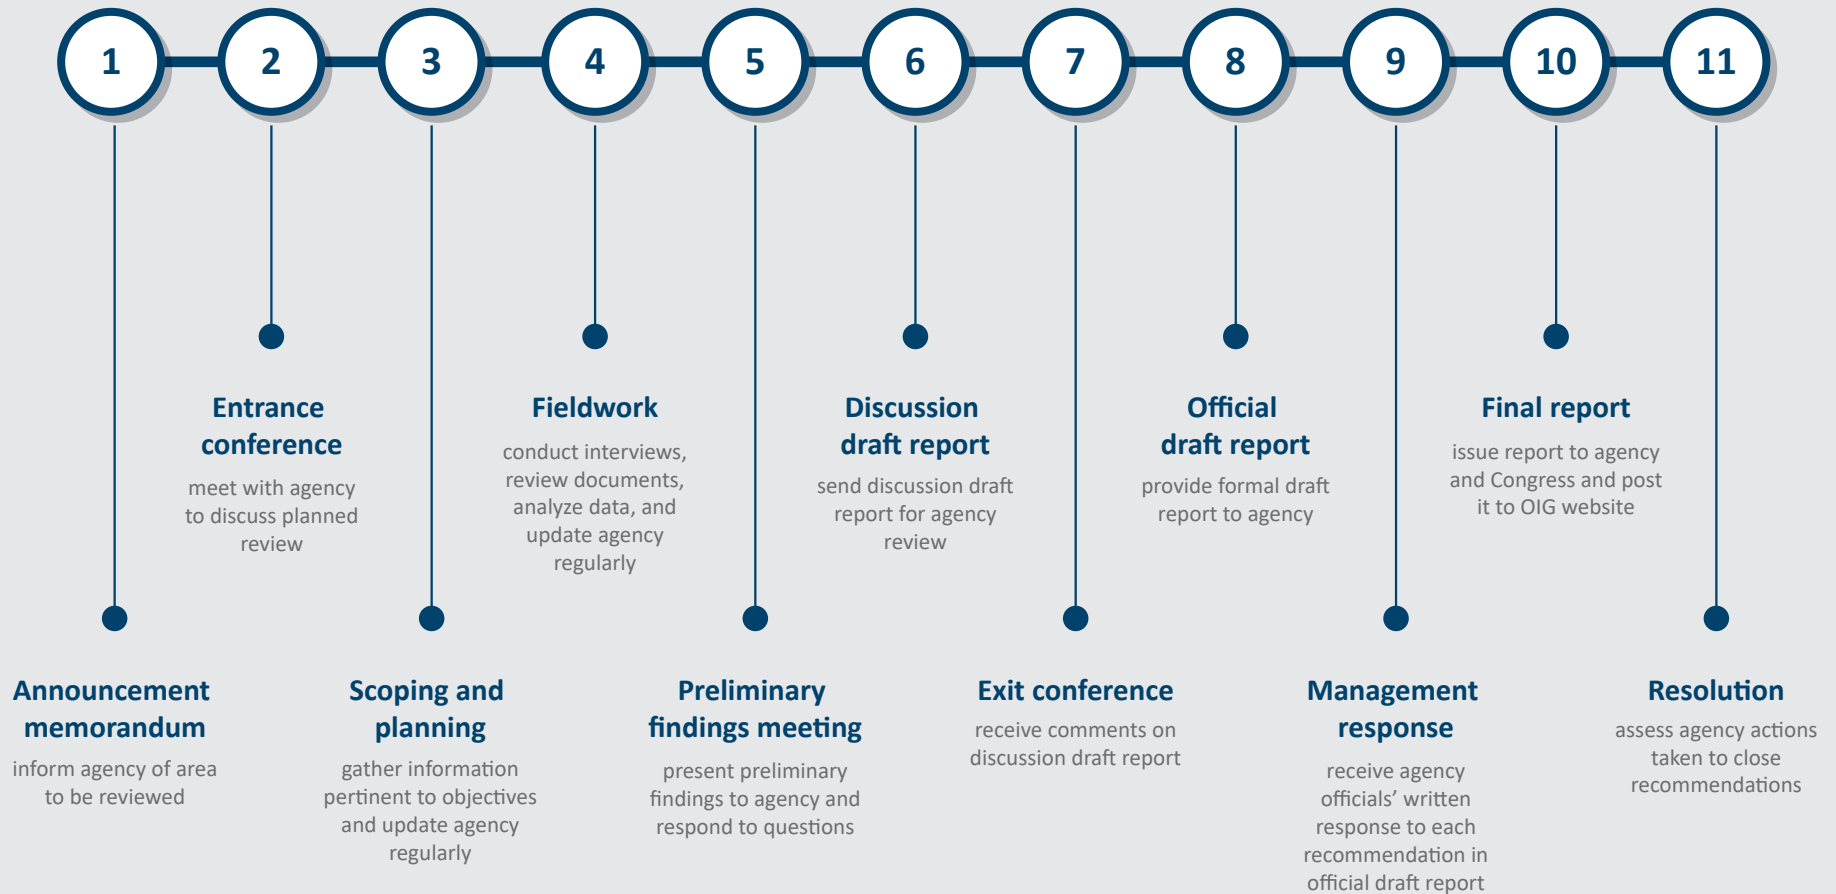 1
2
3
4
5
6
7
8
9
10
11
Entrance
conference
meet with agency
to discuss planned
review
Fieldwork
conduct interviews,
review documents,
analyze data, and
update agency
regularly
Discussion
draft report
send discussion draft
report for agency
review
Official
draft report
provide formal draft
report to agency
Final report
issue report to agency
and Congress and post
it to OIG website
Announcement
memorandum
inform agency of area
to be reviewed
Scoping and
planning
gather information
pertinent to objectives
and update agency
regularly
Preliminary
findings meeting
present preliminary
findings to agency and
respond to questions
Exit conference
receive comments on
discussion draft report
Management
response
receive agency
officials’ written
response to each
recommendation in
official draft report
Resolution
assess agency actions
taken to close
recommendations